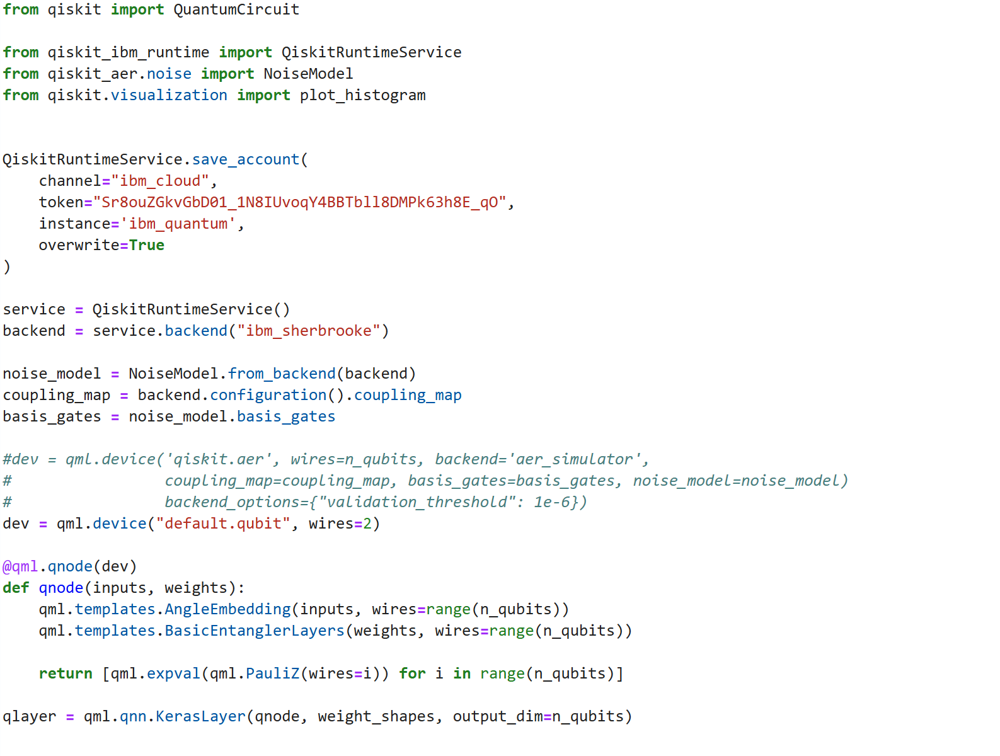 from qiskit import QuantumCircuit
from qiskit_ibm_runtime import QiskitRuntimeService
from qiskit_aer.noise import NoiseModel
from qiskit.visualization import plot_histogram
QiskitRuntimeService.save_account(
    channel="ibm_cloud",
    token="Sr8ouZGkvGbD01_1N8IUvoqY4BBTbll8DMPk63h8E_qO",
    instance='ibm_quantum',
    overwrite=True
)
service = QiskitRuntimeService()
backend = service.backend("ibm_sherbrooke")
noise_model = NoiseModel.from_backend(backend)
coupling_map = backend.configuration().coupling_map
basis_gates = noise_model.basis_gates
#dev = qml.device('qiskit.aer', wires=n_qubits, backend='aer_simulator',
#                 coupling_map=coupling_map, basis_gates=basis_gates, noise_model=noise_model)
#                 backend_options={"validation_threshold": 1e-6})
dev = qml.device("default.qubit", wires=2)
@qml.qnode(dev)
def qnode(inputs, weights):
    qml.templates.AngleEmbedding(inputs, wires=range(n_qubits))
    qml.templates.BasicEntanglerLayers(weights, wires=range(n_qubits))
    return [qml.expval(qml.PauliZ(wires=i)) for i in range(n_qubits)]
qlayer = qml.qnn.KerasLayer(qnode, weight_shapes, output_dim=n_qubits)